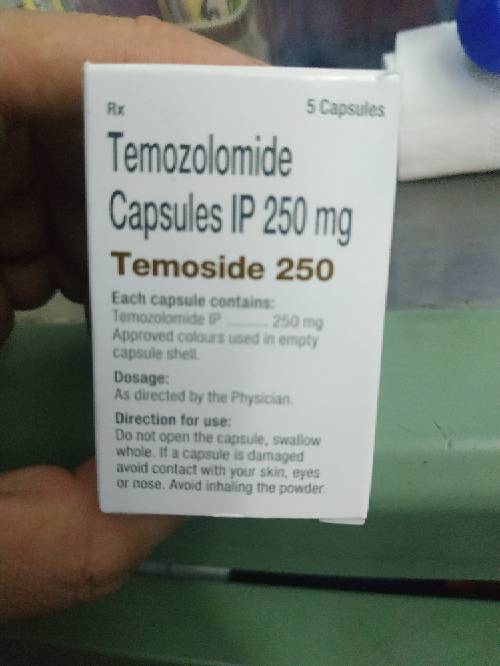 Rx 5 Capsules
Temozolomide
Capsules IP 250 mg
Temoside 250
Each capsule contains:
Temozolomide IP .......... 250 mg
Approved colours used in empty
capsule shell.
Dosage:
As directed by the Physician.
Direction for use:
Do not open the capsule, swallow
whole. If a capsule is damaged
avoid contact with your skin, eyes
or nose. Avoid inhaling the powder.